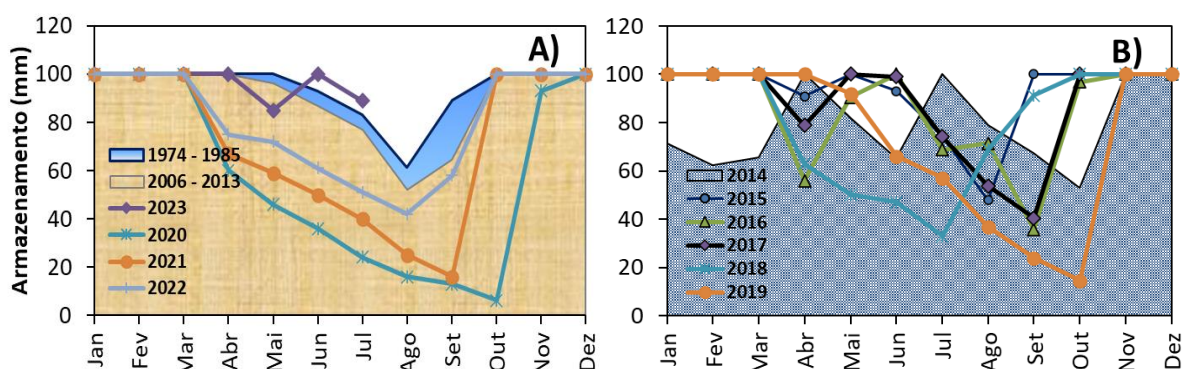 A)
Armazenamento (mm)
120
100
80
60
40
20
0
1974 - 1985
2006 - 2013
2023
2020
2021
2022
Jan
Fev
Mar
Abr
Mai
Jun
Jul
Ago
Set
Out
Nov
Dez
B)
120
100
80
60
40
20
0
2014
2015
2016
2017
2018
2019
Jan
Fev
Mar
Abr
Mai
Jun
Jul
Ago
Set
Out
Nov
Dez